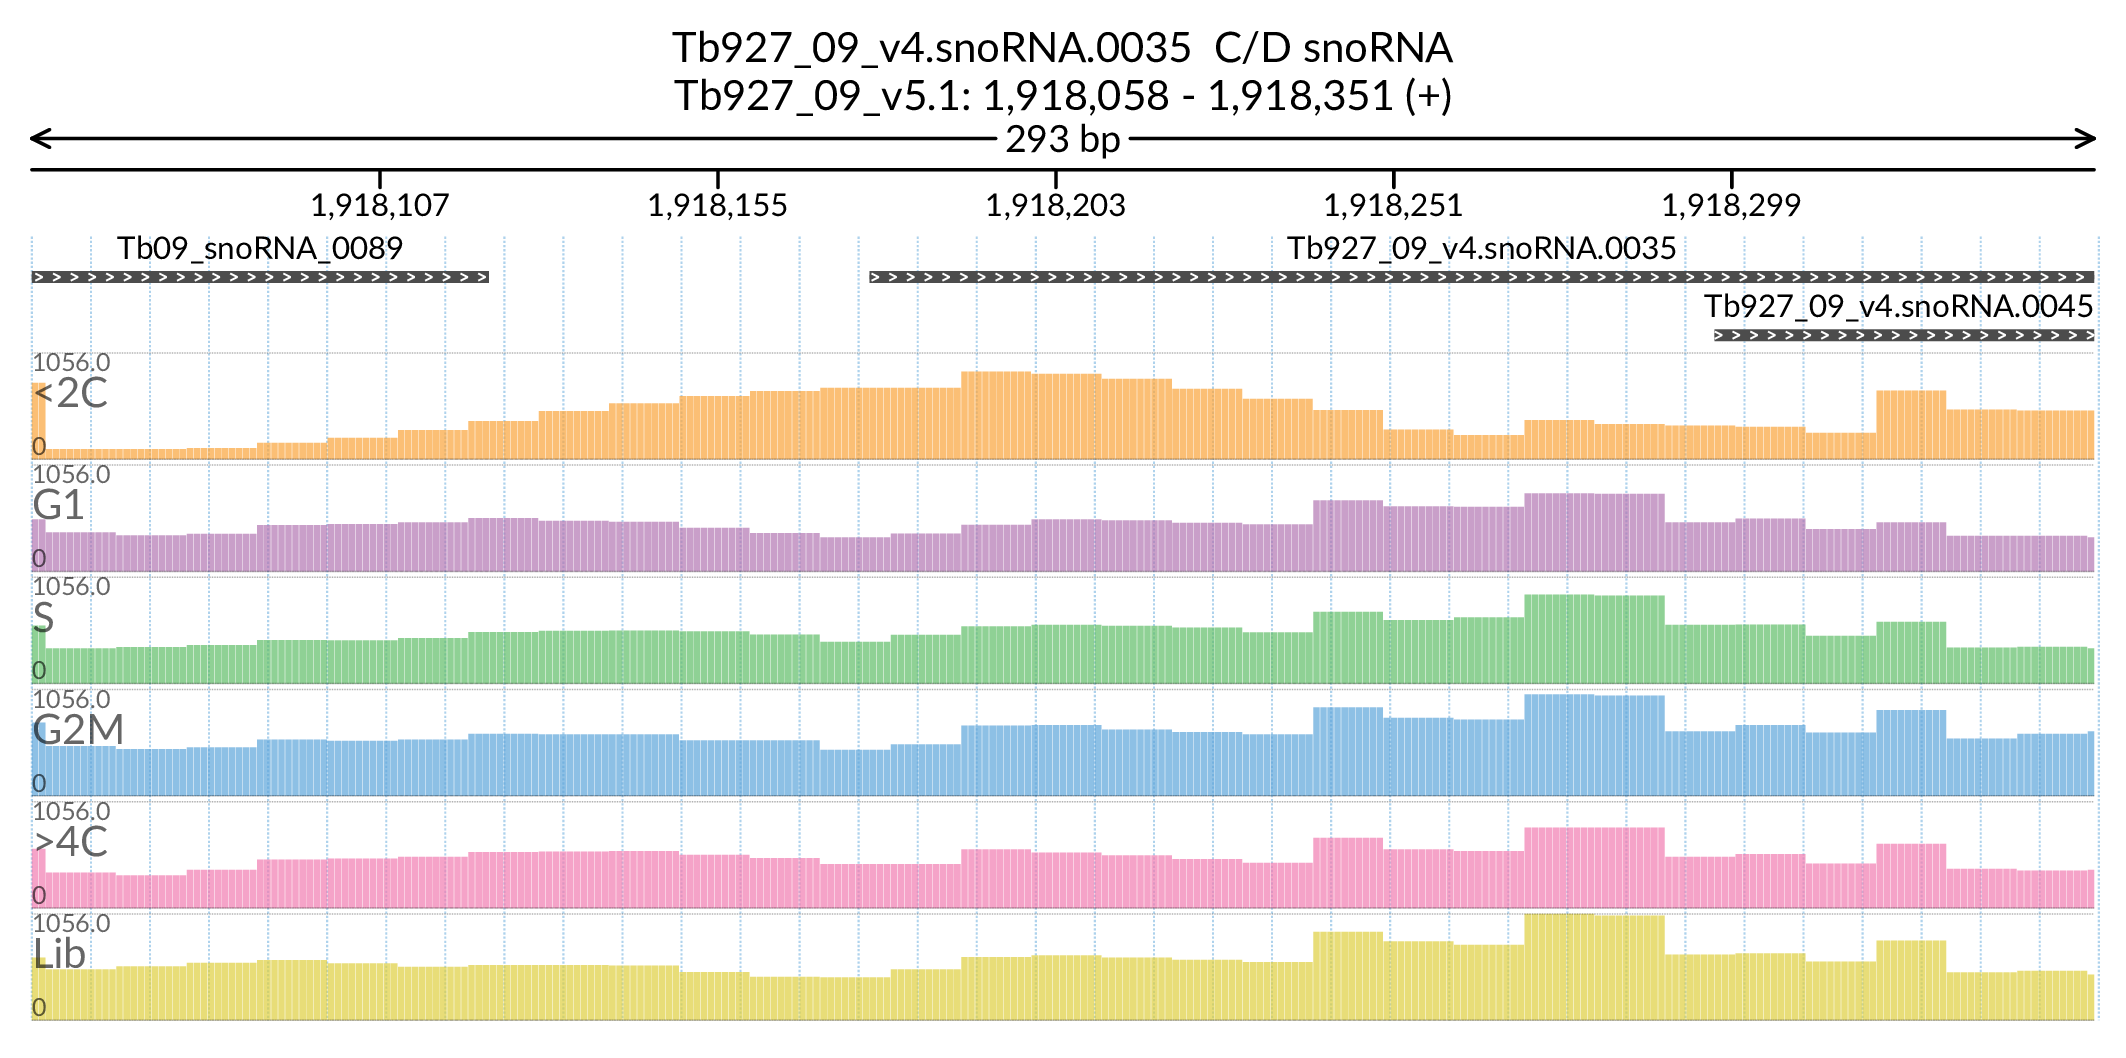 Tb927_09_v4.snoRNA.0035 C/D snoRNA
Tb927_09_v5.1: 1,918,058 - 1,918,351 (+)
293 bp
1,918,107 1,918,155 1,918,203 1,918,251 1,918,299
Tb09_snoRNA_0089 Tb927_09_v4.snoRNA.0035
Tb927_09_v4.snoRNA.0045
1056.0
<2C
0
1056.0
G1
0
1056.0
S
0
1056.0
G2M
0
1056.0
>4C
0
1056.0
Lib
0